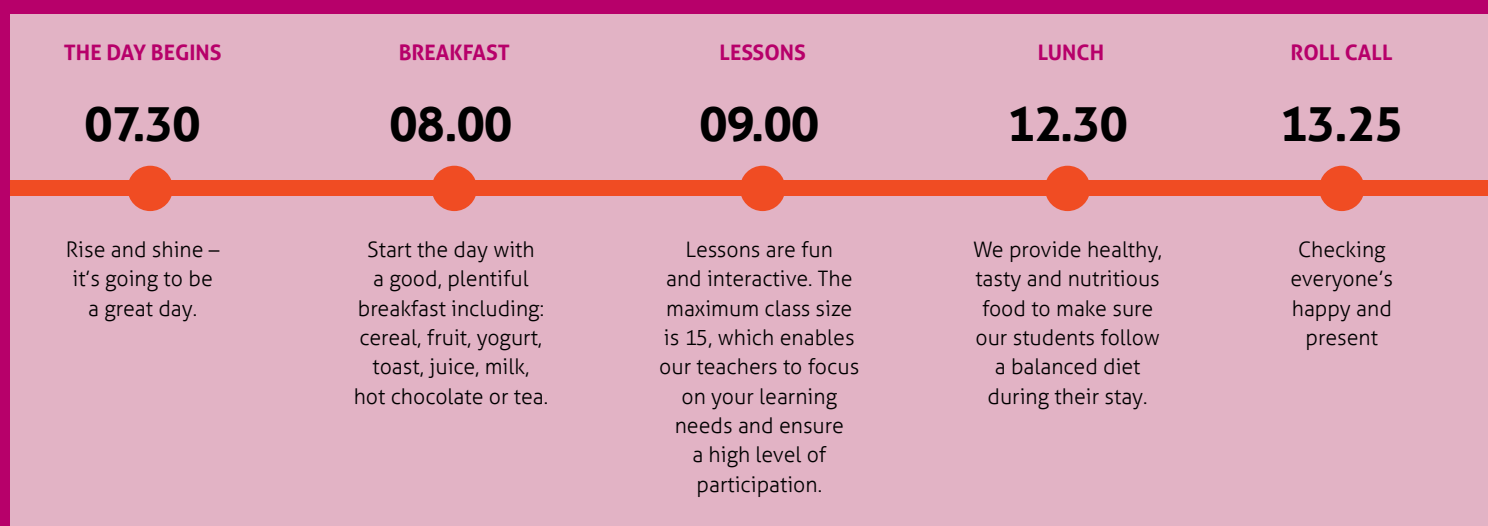 THE DAY BEGINS
07.30
Rise and shine –
it's going to be
a great day.
BREAKFAST
08.00
Start the day with
a good, plentiful
breakfast including:
cereal, fruit, yogurt,
toast, juice, milk,
hot chocolate or tea.
LESSONS
09.00
Lessons are fun
and interactive. The
maximum class size
is 15, which enables
our teachers to focus
on your learning
needs and ensure
a high level of
participation.
LUNCH
12.30
We provide healthy,
tasty and nutritious
food to make sure
our students follow
a balanced diet
during their stay.
ROLL CALL
13.25
Checking
everyone's
happy and
present